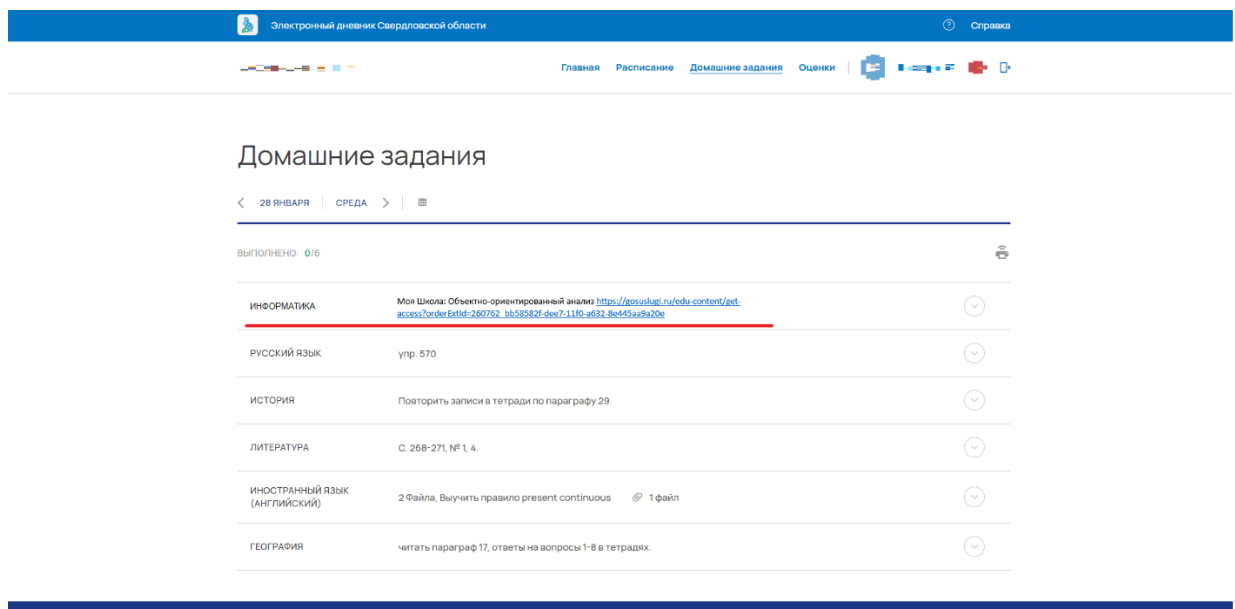 Электронный дневник Свердловской области
Справка
Главная Расписание Домашние задания Оценки
Домашние задания
28 ЯНВАРЯ СРЕДА
ВЫПОЛНЕНО: 0/6
ИНФОРМАТИКА
Моя Школа: Объектно-ориентированный анализ https://gosuslugi.ru/edu-content/get-
access?orderExtId=260762_bb58582f-dee7-11f0-a632-8e445aa9a20e
РУССКИЙ ЯЗЫК
упр. 570
ИСТОРИЯ
Повторить записи в тетради по параграфу 29.
ЛИТЕРАТУРА
С. 268-271, № 1, 4.
ИНОСТРАННЫЙ ЯЗЫК
(АНГЛИЙСКИЙ)
2 Файла, Выучить правило present continuous 1 файл
ГЕОГРАФИЯ
читать параграф 17, ответы на вопросы 1-8 в тетрадях.